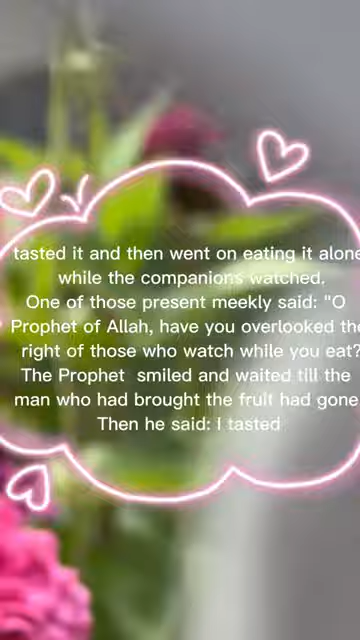 tasted it and then went on eating it alone
while the companions watched.
One of those present meekly said: "O
Prophet of Allah, have you overlooked the
right of those who watch while you eat?
The Prophet smiled and waited till the
man who had brought the fruit had gone
Then he said: I tasted